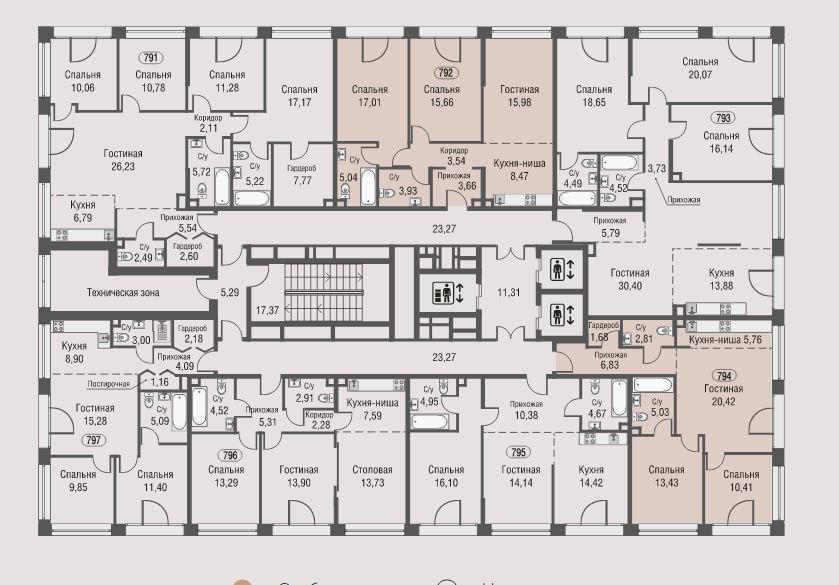 791
Спальня
10,06
Спальня
10,78
Спальня
11,28
Спальня
17,17
Коридор
2,11
Гостиная
26,23
С/у
5,72
С/у
5,22
Гардероб
7,77
Кухня
6,79
Прихожая
5,54
С/у
2,49
Гардероб
2,60
792
Спальня
17,01
Спальня
15,66
Гостиная
15,98
С/у
5,04
Коридор
3,54
С/у
3,93
Прихожая
3,66
Кухня-ниша
8,47
793
Спальня
18,65
Спальня
20,07
Спальня
16,14
С/у
4,49
С/у
4,52
3,73
Прихожая
Прихожая
5,79
Гостиная
30,40
Кухня
13,88
23,27
Техническая зона
5,29
17,37
11,31
23,27
Гардероб
1,68
С/у
2,81
Кухня-ниша 5,76
Прихожая
6,83
794
Гостиная
20,42
С/у
5,03
Спальня
13,43
Спальня
10,41
Кухня
8,90
С/у
3,00
Гардероб
2,18
Прихожая
4,09
Постирочная
1,16
Гостиная
15,28
797
С/у
5,09
Спальня
9,85
Спальня
11,40
С/у
4,52
Прихожая
5,31
С/у
2,91
Коридор
2,28
Кухня-ниша
7,59
796
Спальня
13,29
Гостиная
13,90
Столовая
13,73
С/у
4,95
Прихожая
10,38
С/у
4,67
795
Спальня
16,10
Гостиная
14,14
Кухня
14,42